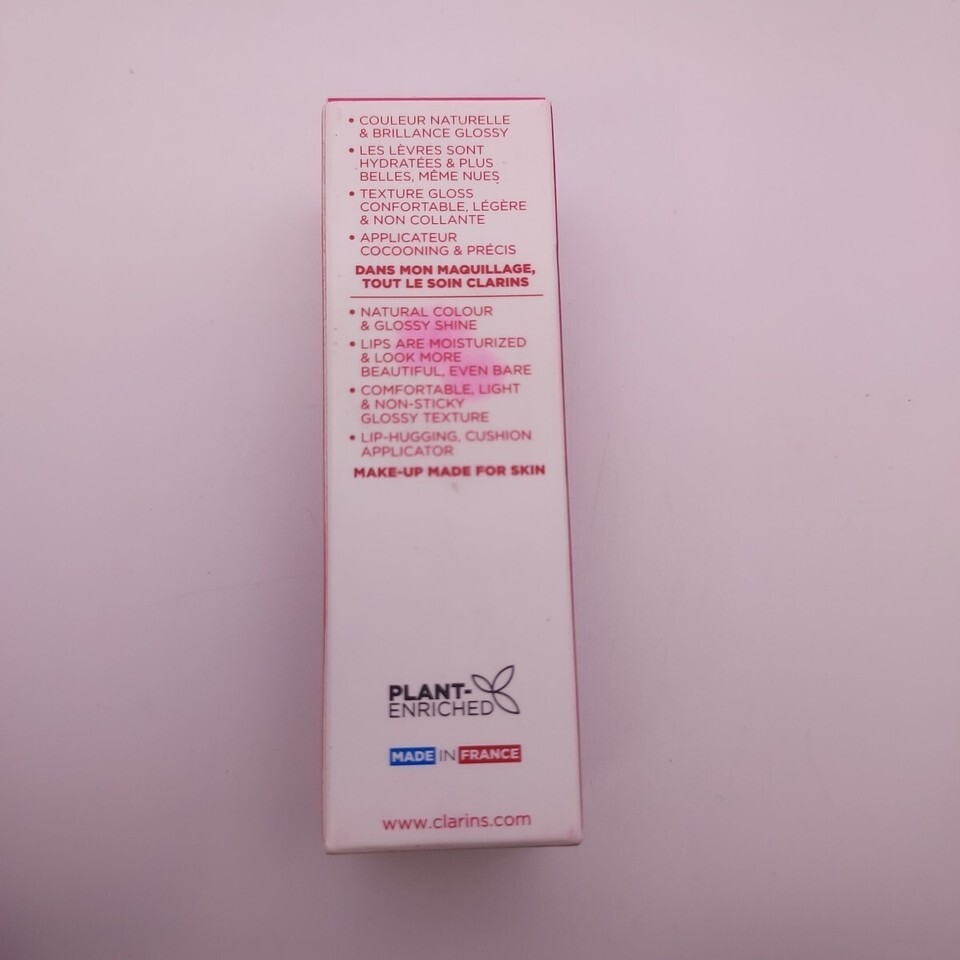 • COULEUR NATURELLE
& BRILLANCE GLOSSY
• LES LÈVRES SONT
HYDRATÉES & PLUS
BELLES, MÊME NUES
• TEXTURE GLOSS
CONFORTABLE, LÉGÈRE
& NON COLLANTE
• APPLICATEUR
COCOONING & PRÉCIS
DANS MON MAQUILLAGE,
TOUT LE SOIN CLARINS
• NATURAL COLOUR
& GLOSSY SHINE
• LIPS ARE MOISTURIZED
& LOOK MORE
BEAUTIFUL, EVEN BARE
• COMFORTABLE, LIGHT
& NON-STICKY
GLOSSY TEXTURE
• LIP-HUGGING, CUSHION
APPLICATOR
MAKE-UP MADE FOR SKIN
PLANT-
ENRICHED
MADE IN FRANCE
www.clarins.com